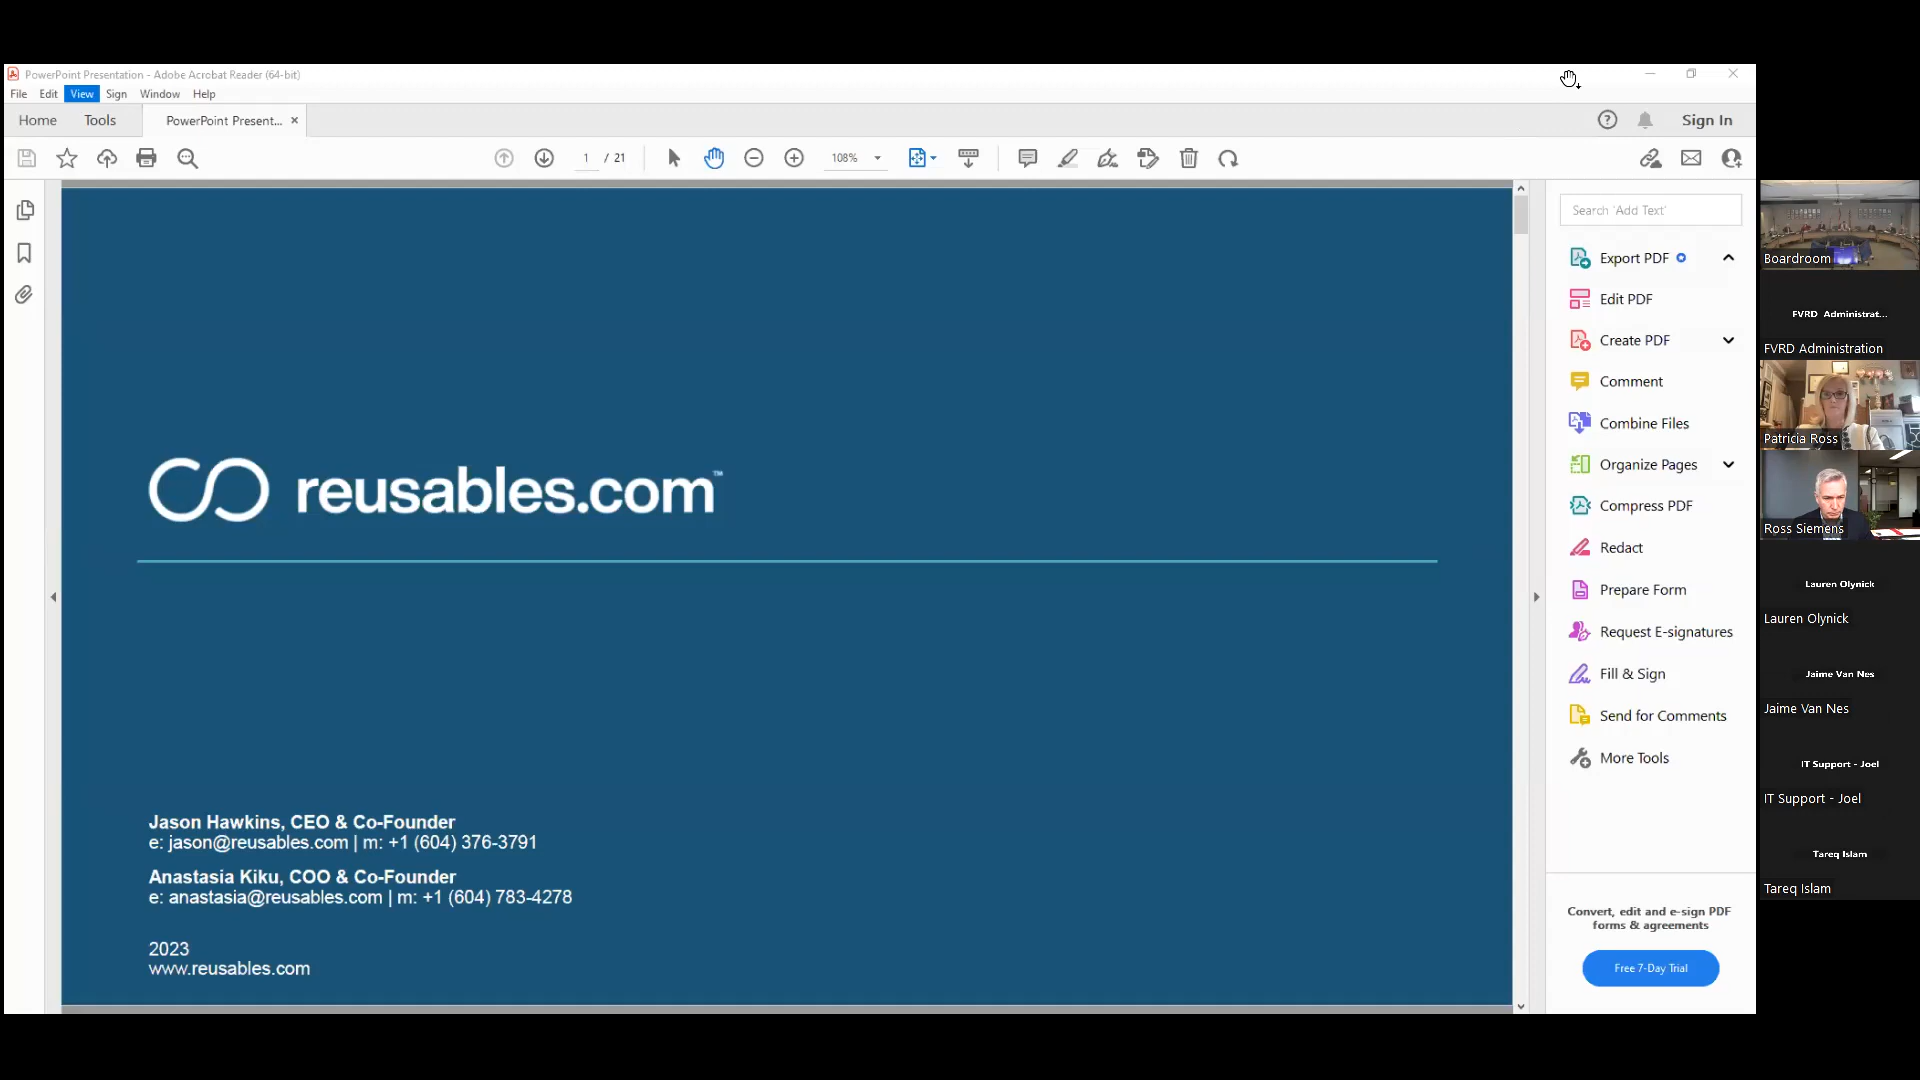 PowerPoint Presentation - Adobe Acrobat Reader (64-bit)
File Edit View Sign Window Help
Home Tools PowerPoint Present... ×
? Sign In
1 / 21 108%
Search 'Add Text'
Export PDF
Edit PDF
Create PDF
Comment
Combine Files
Organize Pages
Compress PDF
Redact
Prepare Form
Request E-signatures
Fill & Sign
Send for Comments
More Tools
Convert, edit and e-sign PDF
forms & agreements
Free 7-Day Trial
reusables.com™
Jason Hawkins, CEO & Co-Founder
e: jason@reusables.com | m: +1 (604) 376-3791
Anastasia Kiku, COO & Co-Founder
e: anastasia@reusables.com | m: +1 (604) 783-4278
2023
www.reusables.com
Boardroom
FVRD Administrat...
FVRD Administration
Patricia Ross
Ross Siemens
Lauren Olynick
Lauren Olynick
Jaime Van Nes
Jaime Van Nes
IT Support - Joel
IT Support - Joel
Tareq Islam
Tareq Islam